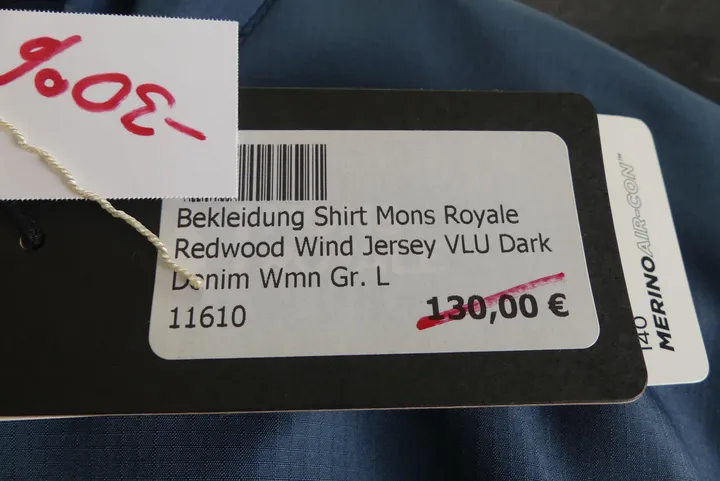 -30%
Bekleidung Shirt Mons Royale
Redwood Wind Jersey VLU Dark
Denim Wmn Gr. L
11610
130,00 €
140
MERINOAIR-CON™